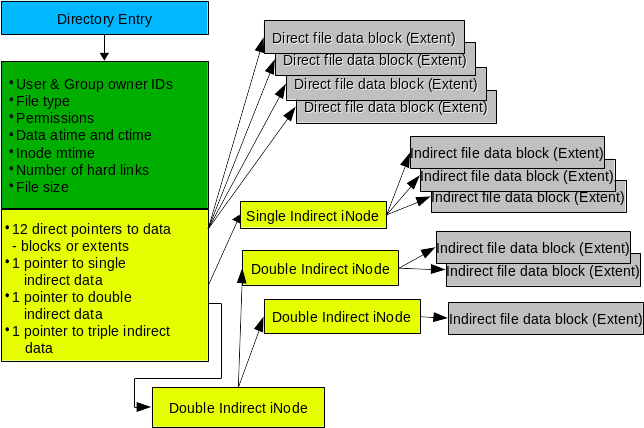 Directory Entry
• User & Group owner IDs
• File type
• Permissions
• Data atime and ctime
• Inode mtime
• Number of hard links
• File size
• 12 direct pointers to data
- blocks or extents
• 1 pointer to single
indirect data
• 1 pointer to double
indirect data
• 1 pointer to triple indirect
data
Direct file data block (Extent)
Direct file data block (Extent)
Direct file data block (Extent)
Direct file data block (Extent)
Single Indirect iNode
Indirect file data block (Extent)
Indirect file data block (Extent)
Indirect file data block (Extent)
Double Indirect iNode
Indirect file data block (Extent)
Indirect file data block (Extent)
Double Indirect iNode
Indirect file data block (Extent)
Double Indirect iNode